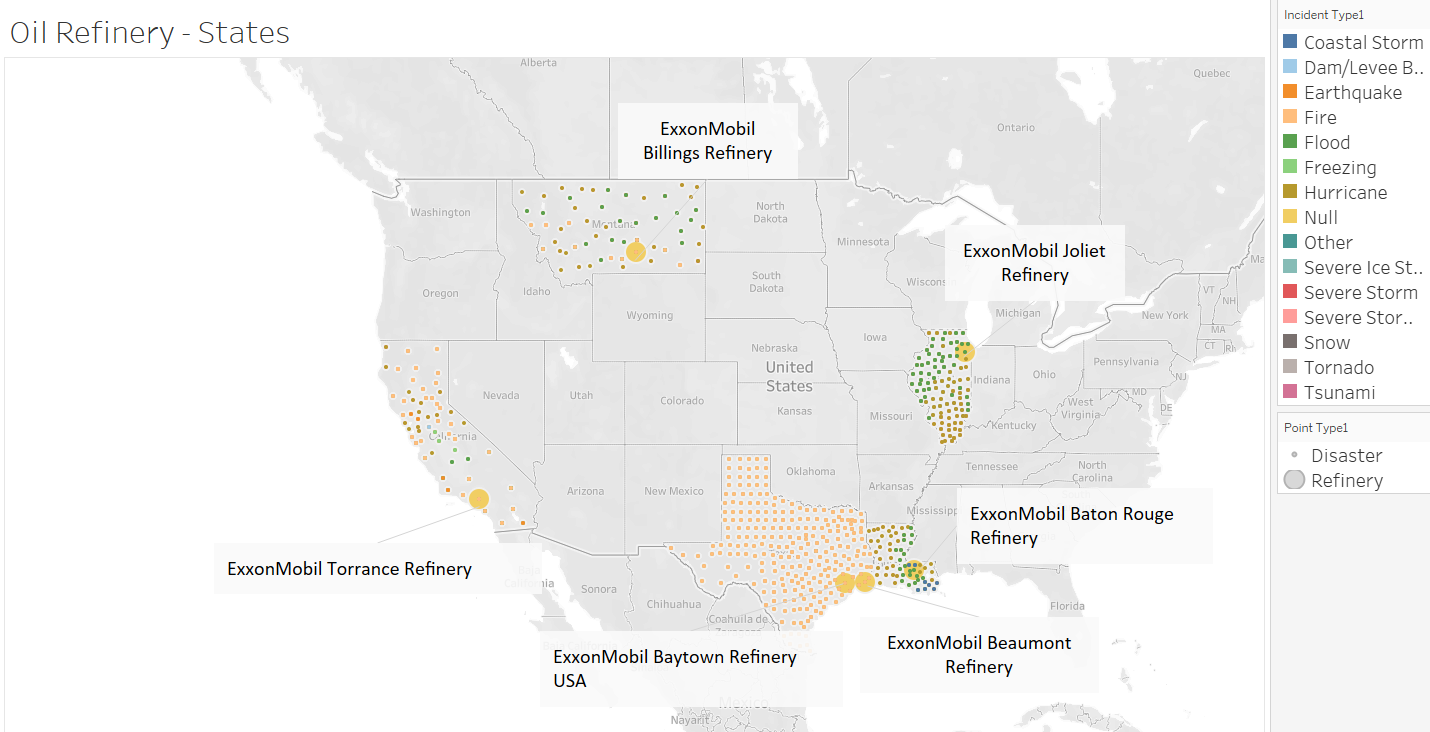 Oil Refinery - States
Alberta
Quebec
Ontario
ExxonMobil
Billings Refinery
Washington
Montana
North
Dakota
Minnesota
ExxonMobil Joliet
Refinery
Oregon
Idaho
South
Dakota
Wiscons
Wyoming
Michigan
VT
NH
New York
MA
CT
Iowa
Nebraska
United
States
Pennsylvania
Nevada
Utah
Colorado
Kansas
Missouri
Indiana
Ohio
NJ
MD
DE
West
Virginia
Kentucky
California
Arizona
New Mexico
Oklahoma
Arkansas
Tennessee
North
Carolina
Mississipp
ExxonMobil Baton Rouge
Refinery
ExxonMobil Torrance Refinery
Sonora
Chihuahua
Coahuila de
Florida
ExxonMobil Baytown Refinery
USA
ExxonMobil Beaumont
Refinery
Mexico
Nayarit
Incident Type1
Coastal Storm
Dam/Levee B..
Earthquake
Fire
Flood
Freezing
Hurricane
Null
Other
Severe Ice St..
Severe Storm
Severe Stor..
Snow
Tornado
Tsunami
Point Type1
Disaster
Refinery